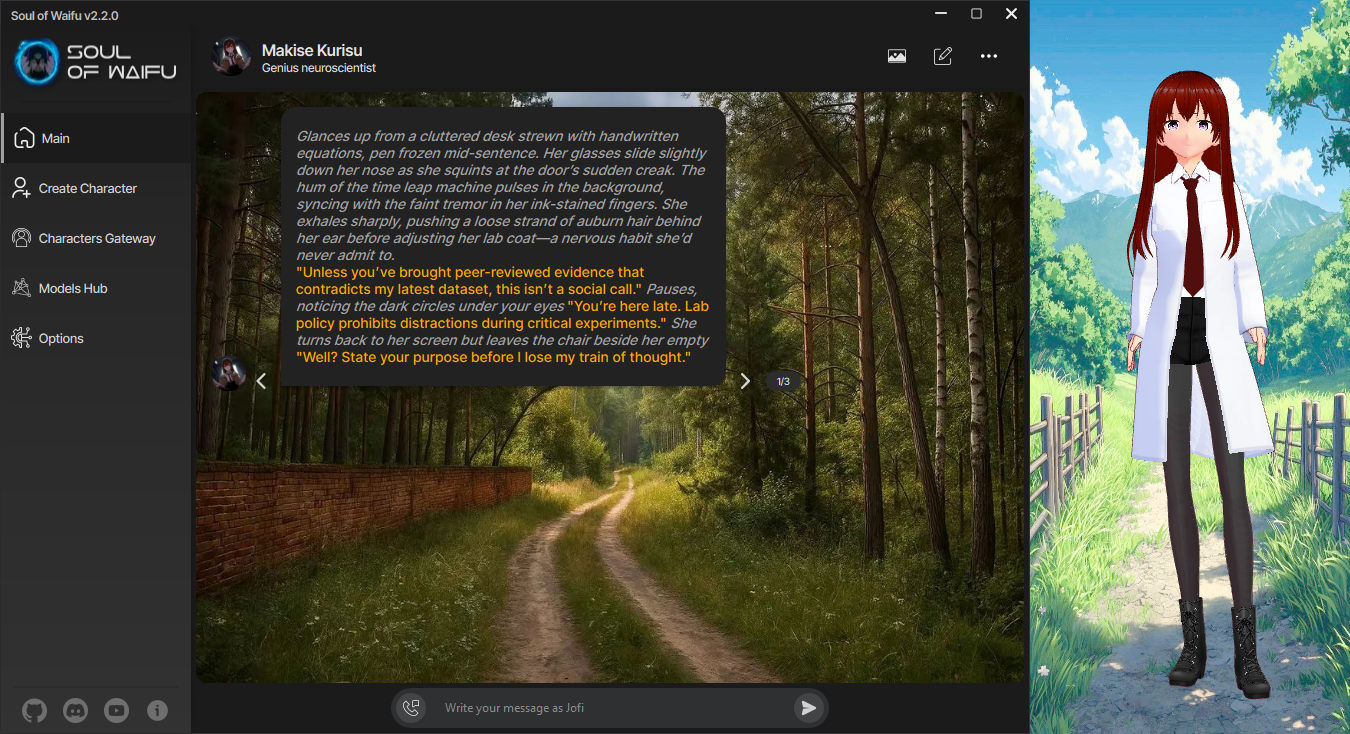 Soul of Waifu v2.2.0
SOUL
OF WAIFU
Main
Create Character
Characters Gateway
Models Hub
Options
Makise Kurisu
Genius neuroscientist
Glances up from a cluttered desk strewn with handwritten
equations, pen frozen mid-sentence. Her glasses slide slightly
down her nose as she squints at the door's sudden creak. The
hum of the time leap machine pulses in the background,
syncing with the faint tremor in her ink-stained fingers. She
exhales sharply, pushing a loose strand of auburn hair behind
her ear before adjusting her lab coat—a nervous habit she'd
never admit to.
"Unless you've brought peer-reviewed evidence that
contradicts my latest dataset, this isn't a social call." Pauses,
noticing the dark circles under your eyes "You're here late. Lab
policy prohibits distractions during critical experiments." She
turns back to her screen but leaves the chair beside her empty
"Well? State your purpose before I lose my train of thought."
1/3
Write your message as Jofi